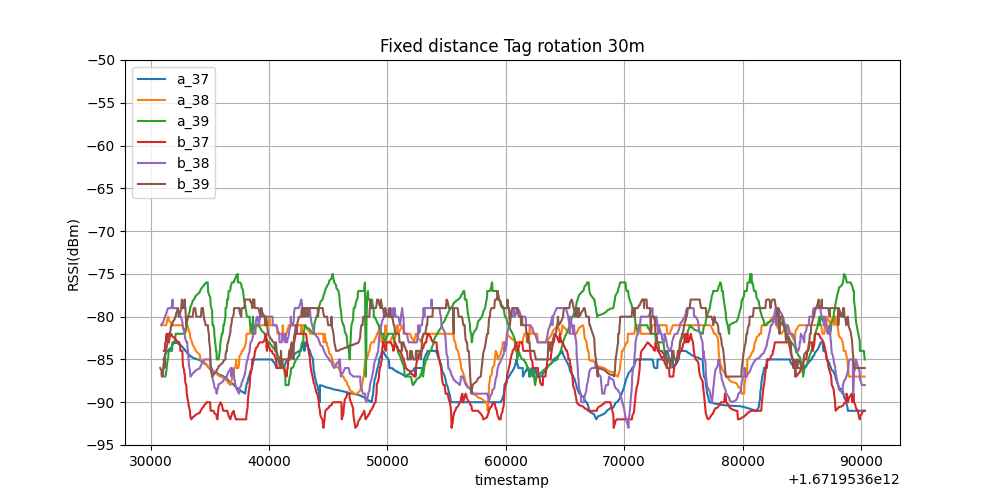 Fixed distance Tag rotation 30m
−50
−55
−60
−65
−70
−75
−80
−85
−90
−95
RSSI(dBm)
a_37
a_38
a_39
b_37
b_38
b_39
30000 40000 50000 60000 70000 80000 90000
timestamp
+1.6719536e12